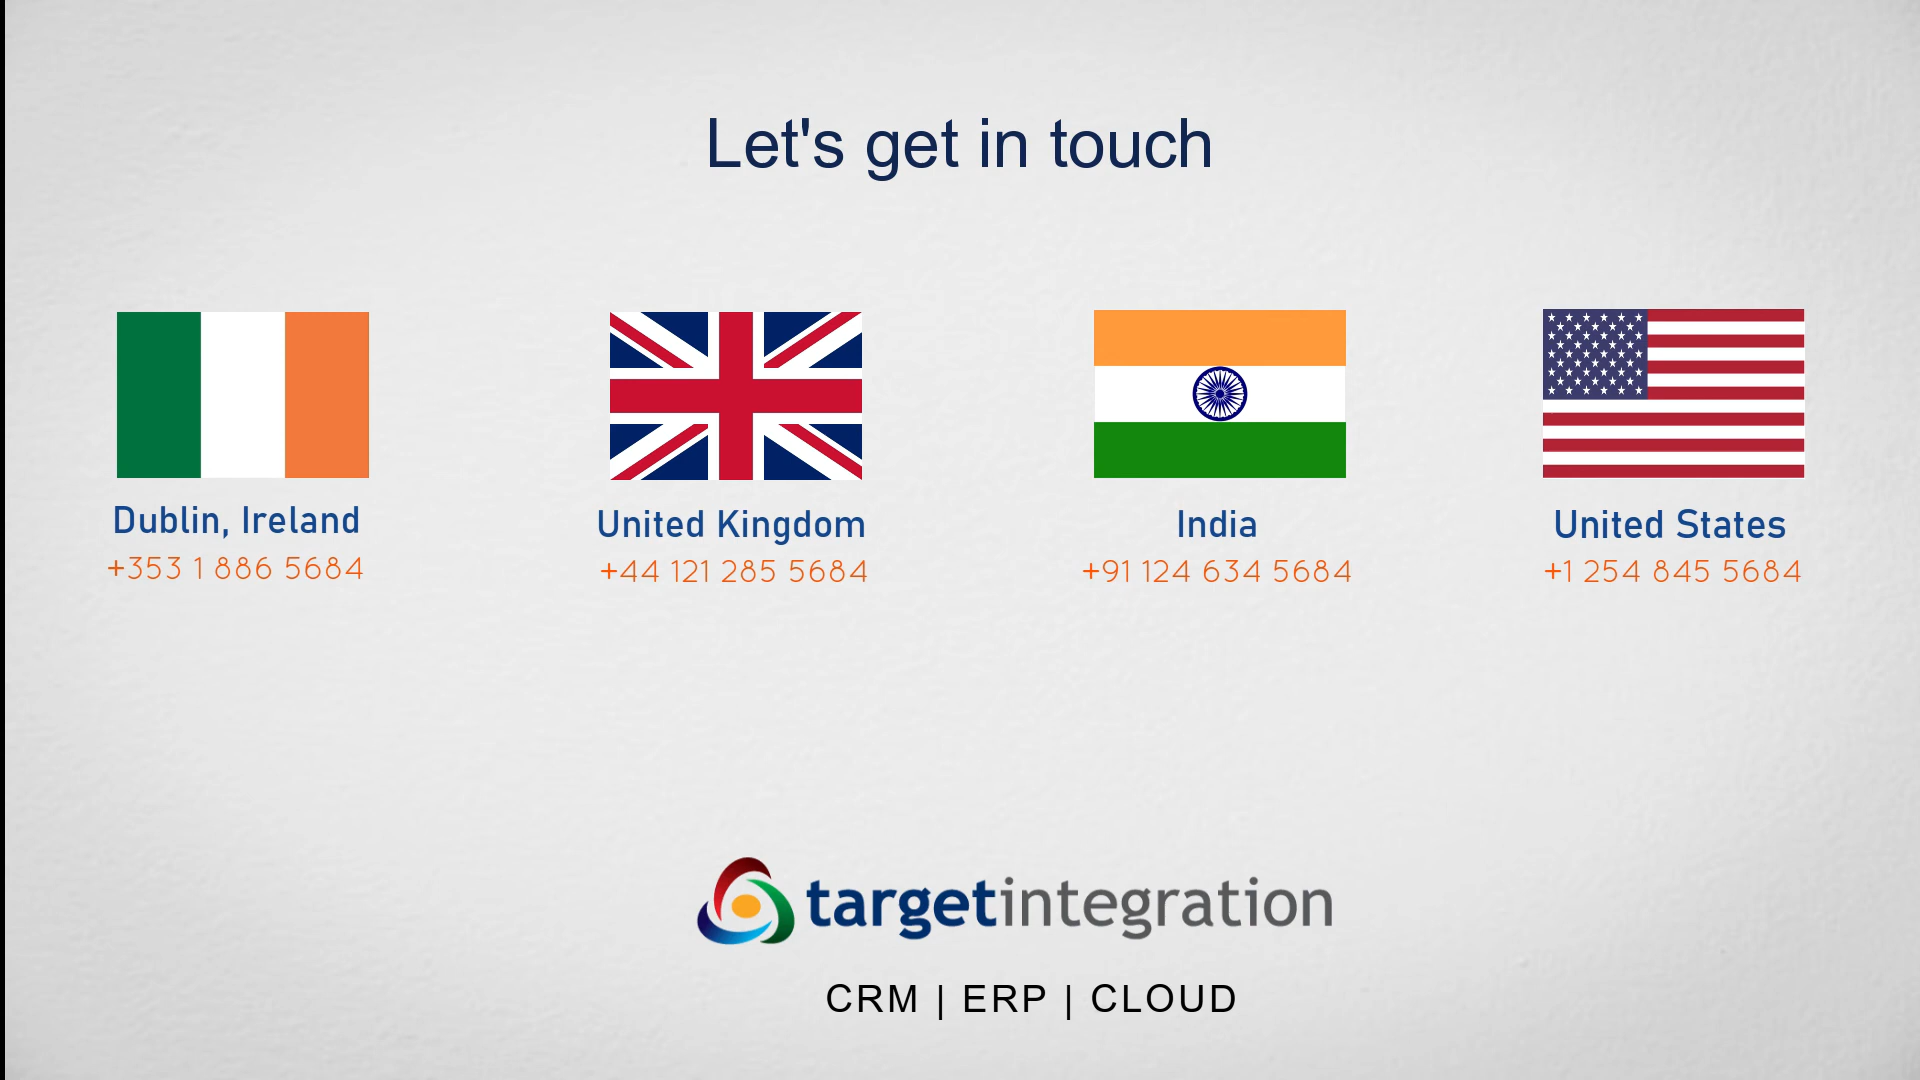 Let's get in touch
Dublin, Ireland
+353 1 886 5684
United Kingdom
+44 121 285 5684
India
+91 124 634 5684
United States
+1 254 845 5684
targetintegration
CRM | ERP | CLOUD